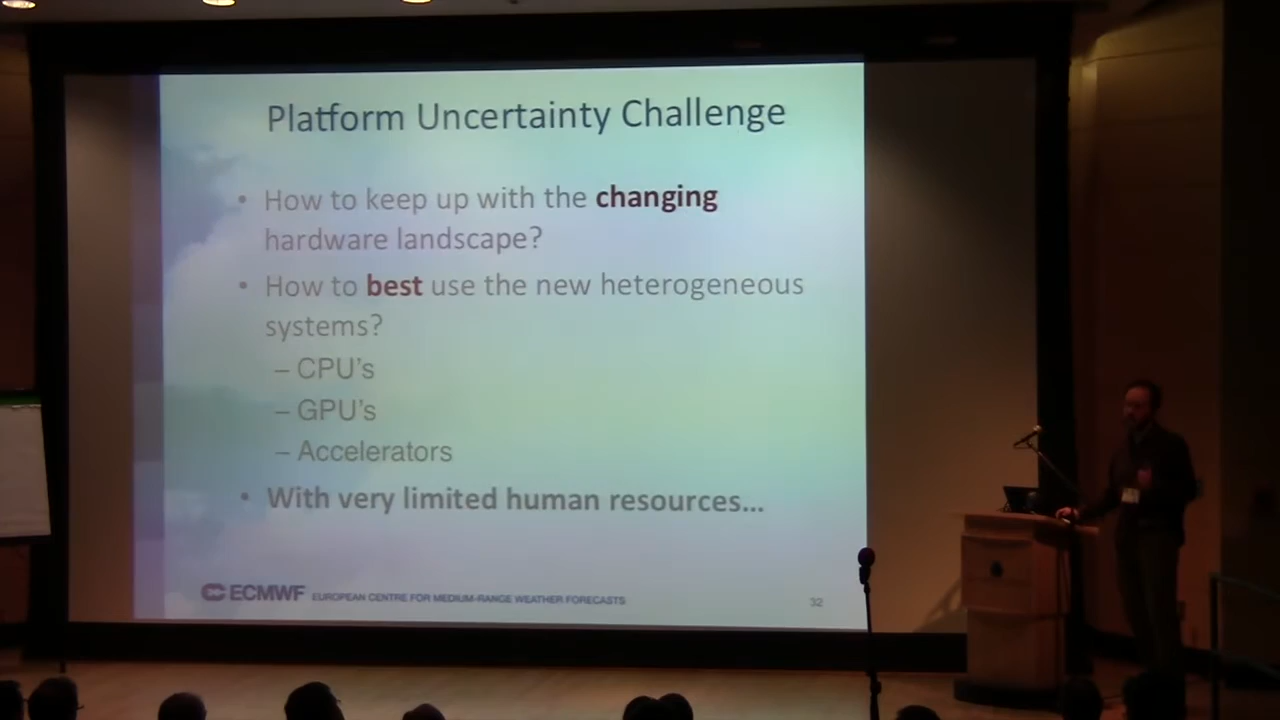 Platform Uncertainty Challenge
• How to keep up with the changing
hardware landscape?
• How to best use the new heterogeneous
systems?
– CPU's
– GPU's
– Accelerators
• With very limited human resources...
ECMWF EUROPEAN CENTRE FOR MEDIUM-RANGE WEATHER FORECASTS
32